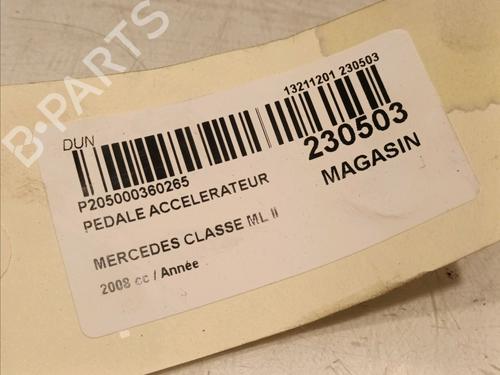 B-PARTS
DUN
13211201 230503
P205000360265
230503
PEDALE ACCELERATEUR
MAGASIN
MERCEDES CLASSE ML II
2008 cc / Année